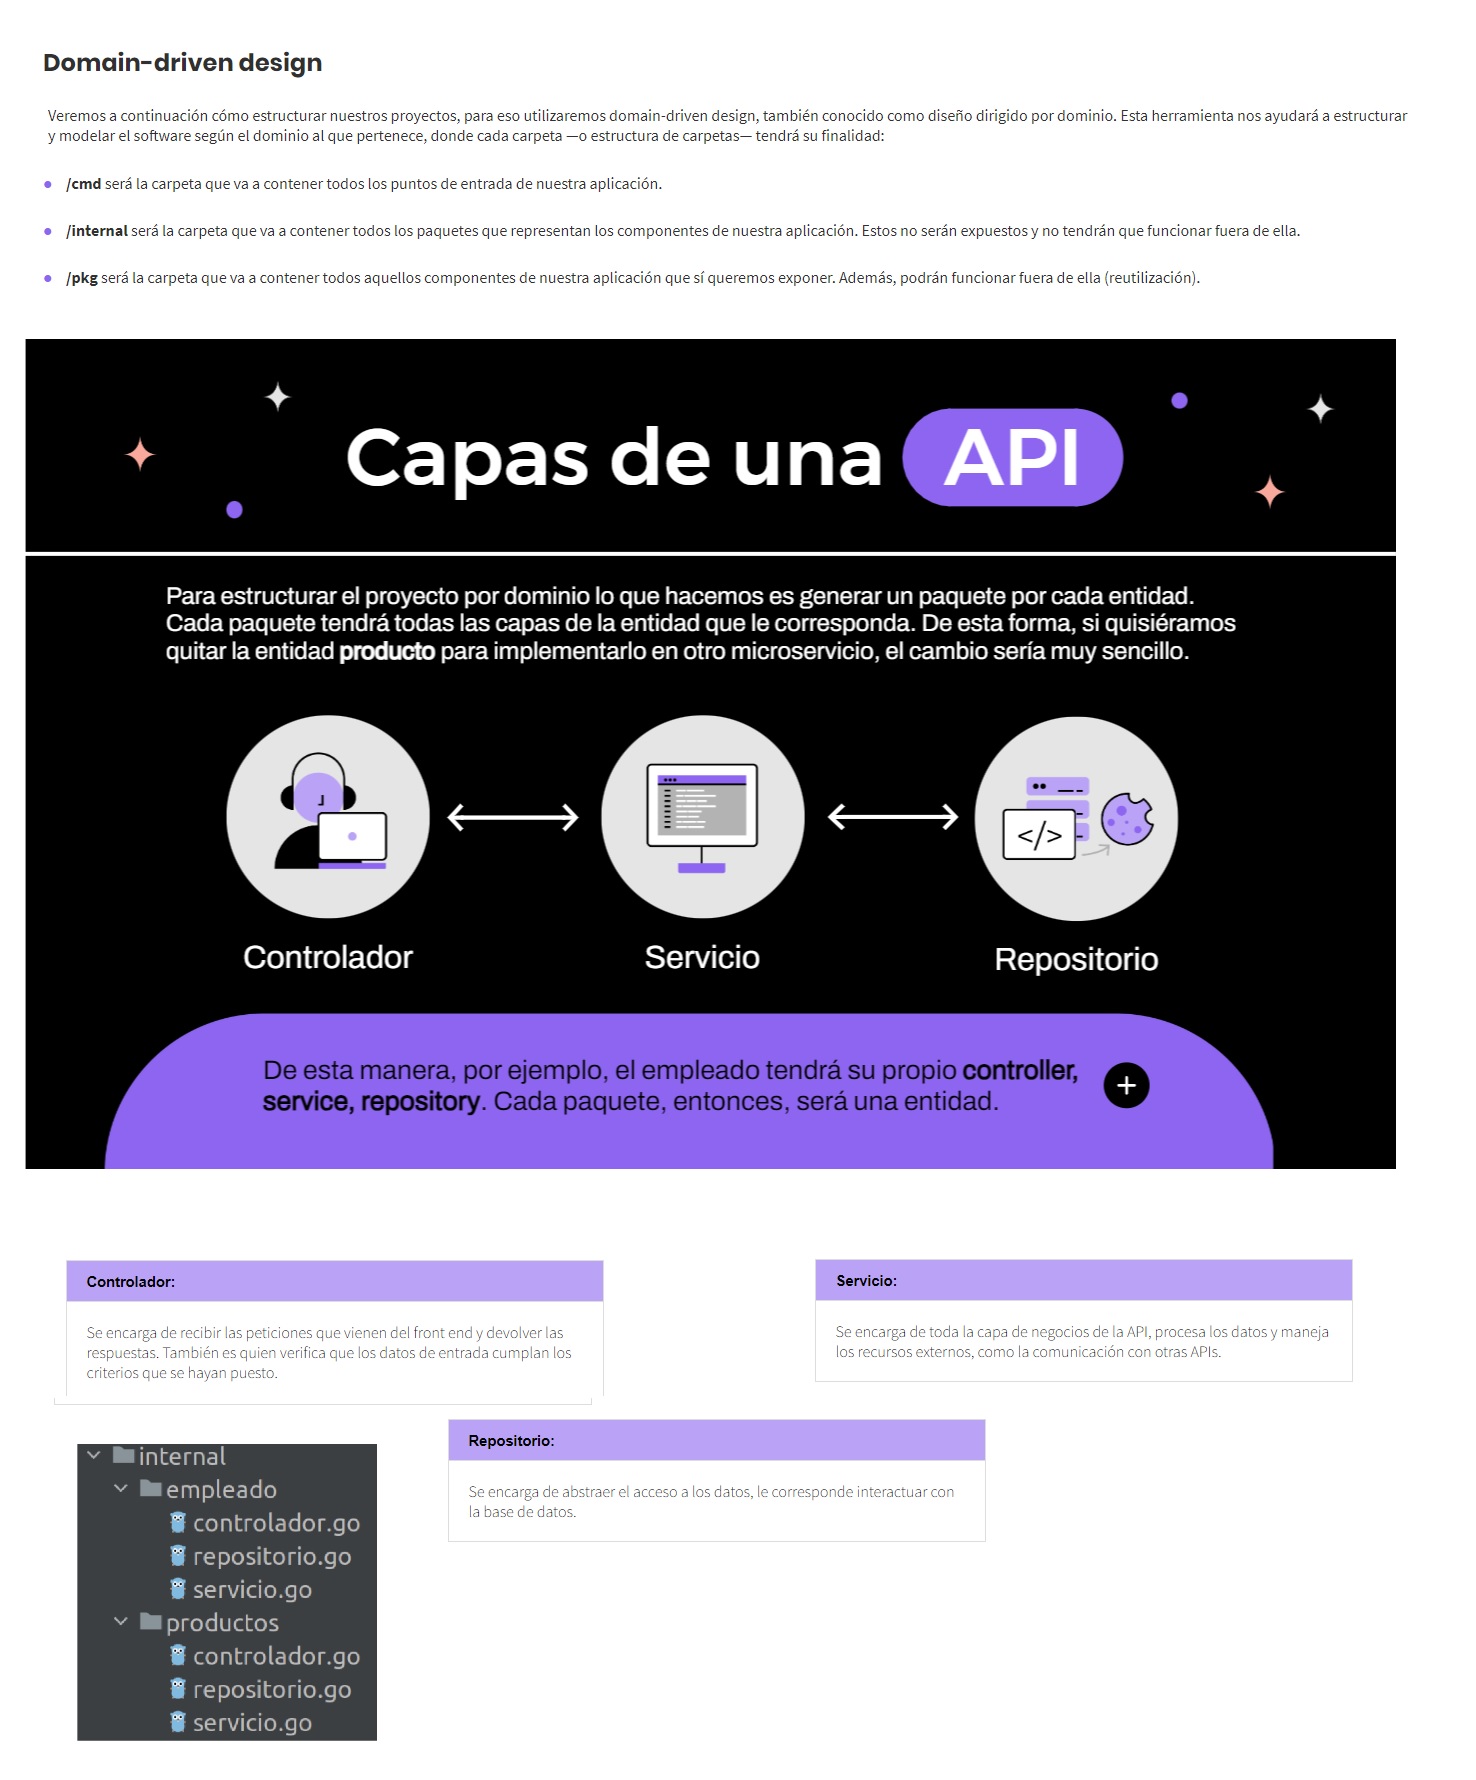 Domain-driven design
Veremos a continuación cómo estructurar nuestros proyectos, para eso utilizaremos domain-driven design, también conocido como diseño dirigido por dominio. Esta herramienta nos ayudará a estructurar
y modelar el software según el dominio al que pertenece, donde cada carpeta —o estructura de carpetas— tendrá su finalidad:
● /cmd será la carpeta que va a contener todos los puntos de entrada de nuestra aplicación.
● /internal será la carpeta que va a contener todos los paquetes que representan los componentes de nuestra aplicación. Estos no serán expuestos y no tendrán que funcionar fuera de ella.
● /pkg será la carpeta que va a contener todos aquellos componentes de nuestra aplicación que sí queremos exponer. Además, podrán funcionar fuera de ella (reutilización).
Capas de una API
Para estructurar el proyecto por dominio lo que hacemos es generar un paquete por cada entidad.
Cada paquete tendrá todas las capas de la entidad que le corresponda. De esta forma, si quisiéramos
quitar la entidad producto para implementarlo en otro microservicio, el cambio sería muy sencillo.
</>
Controlador
Servicio
Repositorio
De esta manera, por ejemplo, el empleado tendrá su propio controller,
service, repository. Cada paquete, entonces, será una entidad.
+
Controlador:
Se encarga de recibir las peticiones que vienen del front end y devolver las
respuestas. También es quien verifica que los datos de entrada cumplan los
criterios que se hayan puesto.
Servicio:
Se encarga de toda la capa de negocios de la API, procesa los datos y maneja
los recursos externos, como la comunicación con otras APIs.
Repositorio:
Se encarga de abstraer el acceso a los datos, le corresponde interactuar con
la base de datos.
internal
empleado
controlador.go
repositorio.go
servicio.go
productos
controlador.go
repositorio.go
servicio.go